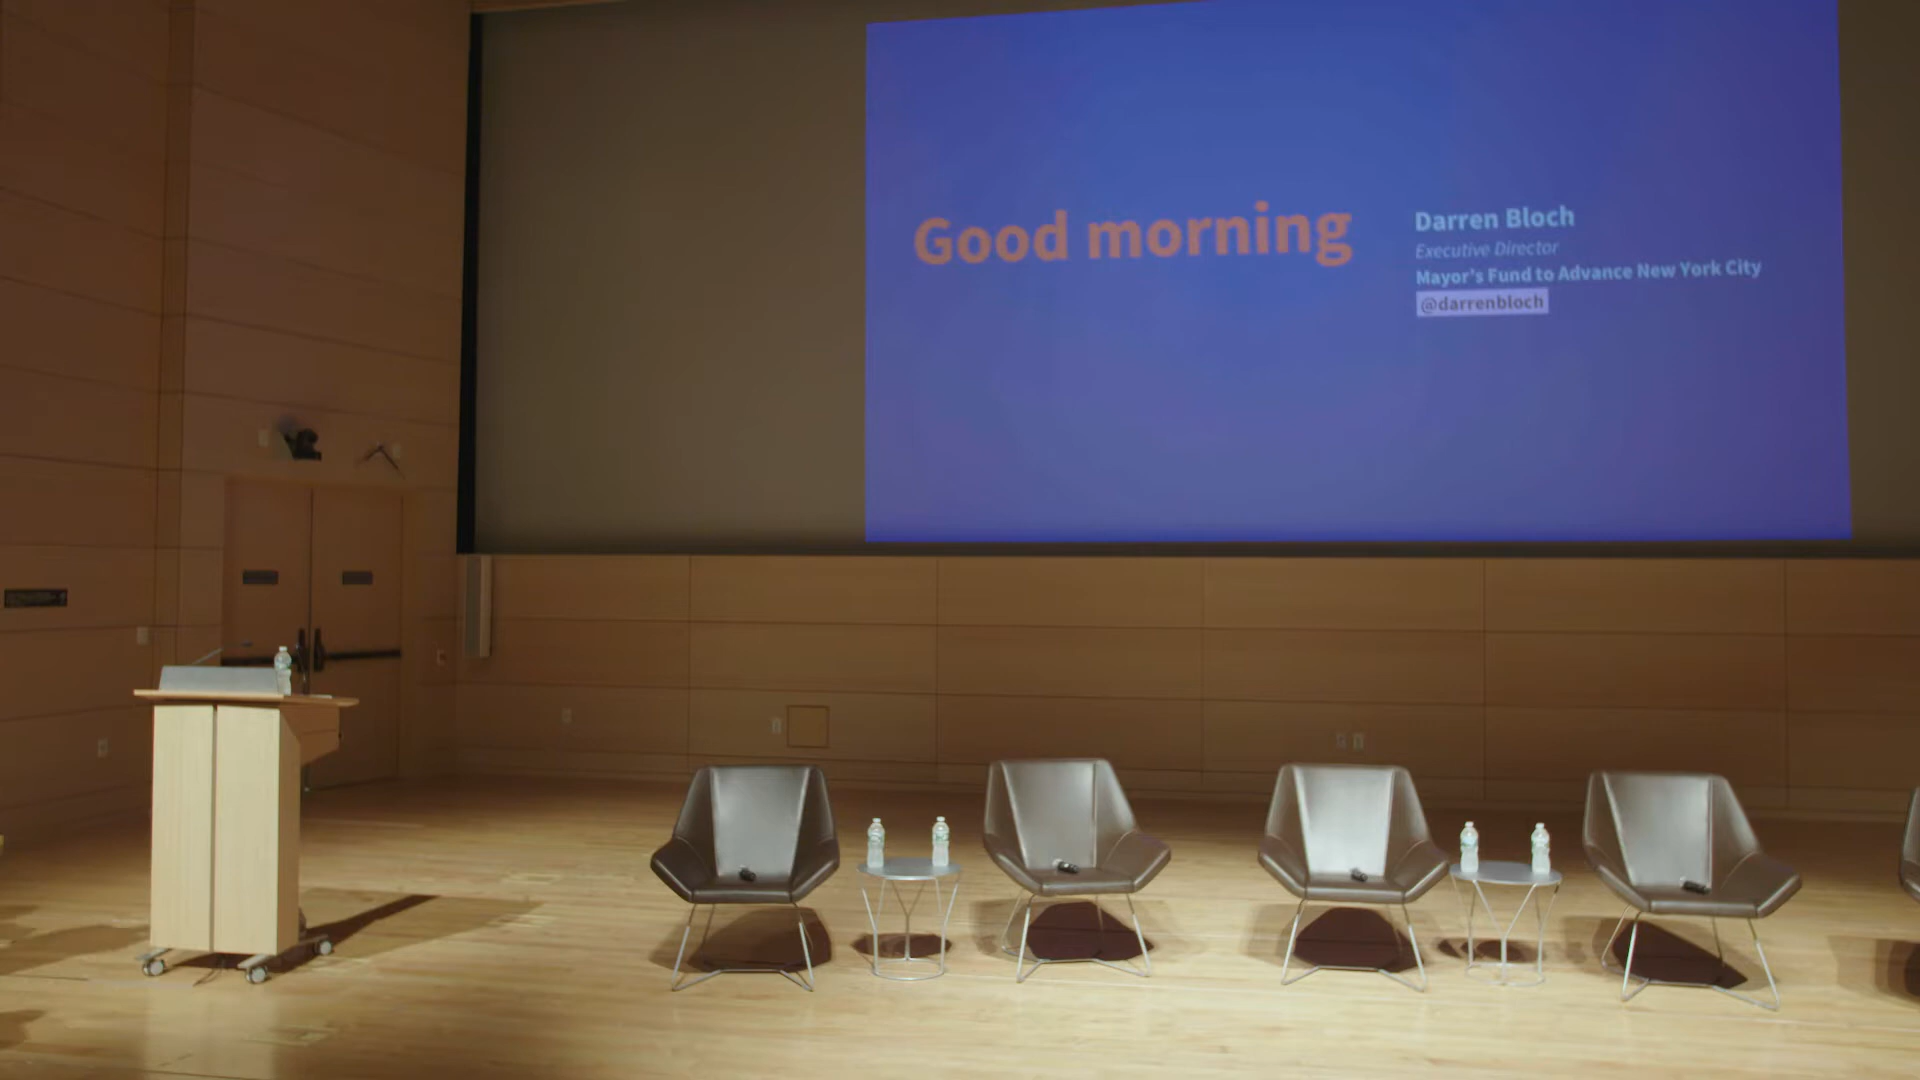 Good morning
Darren Bloch
Executive Director
Mayor's Fund to Advance New York City
@darrenbloch